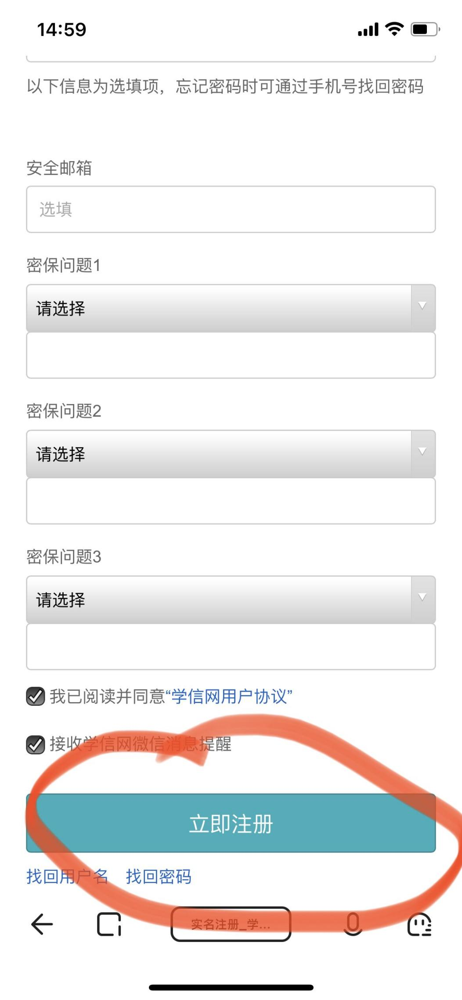 14:59
以下信息为选填项，忘记密码时可通过手机号找回密码
安全邮箱
选填
密保问题1
请选择
密保问题2
请选择
密保问题3
请选择
我已阅读并同意“学信网用户协议”
接收学信网微信消息提醒
立即注册
找回用户名 找回密码
实名注册_学...